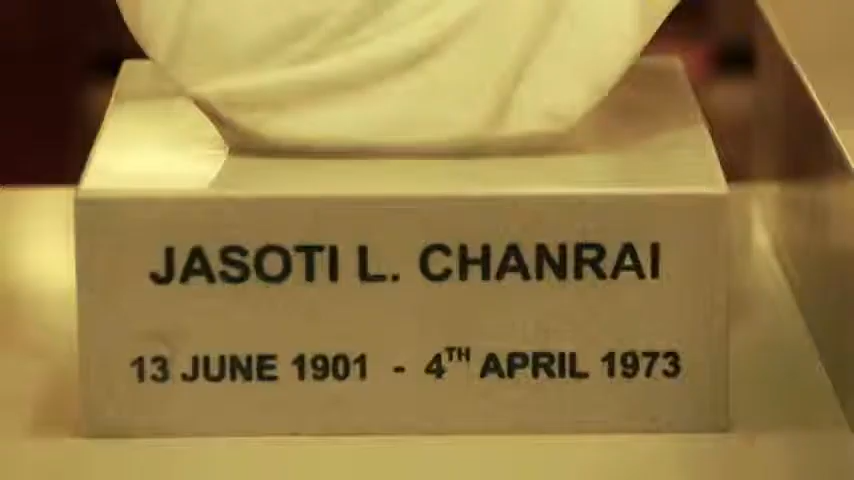 JASOTI L. CHANRAI
13 JUNE 1901 - 4TH APRIL 1973